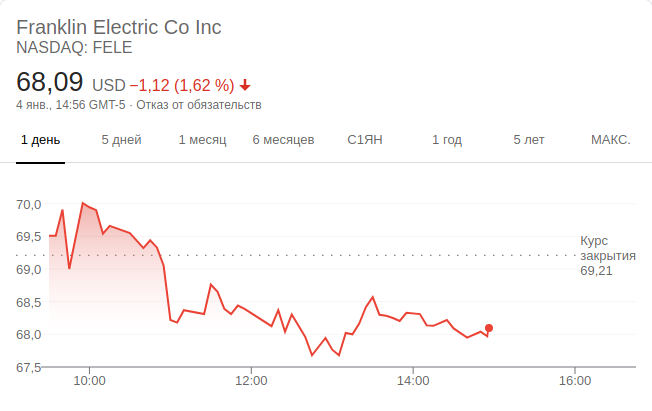 Franklin Electric Co Inc
NASDAQ: FELE
68,09 USD −1,12 (1,62 %)
4 янв., 14:56 GMT-5 · Отказ от обязательств
1 день 5 дней 1 месяц 6 месяцев С1ЯН 1 год 5 лет МАКС.
70,0
69,5
Курс
закрытия
69,21
69,0
68,5
68,0
67,5
10:00 12:00 14:00 16:00